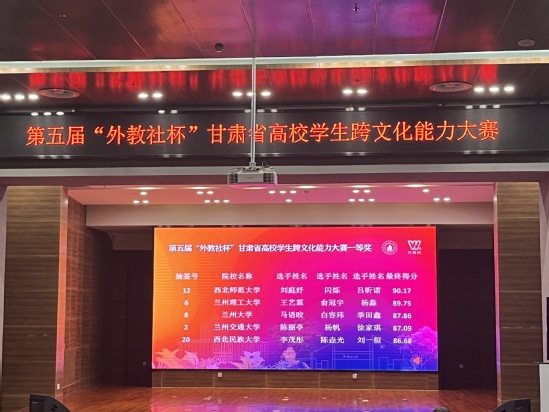 第五届“外教社杯”甘肃省高校学生跨文化能力大赛
第五届“外教社杯”甘肃省高校学生跨文化能力大赛一等奖
抽签号 院校名称 选手姓名 选手姓名 选手姓名 最终得分
12 西北师范大学 刘庭妤 闪烁 吕昕诺 90.17
6 兰州理工大学 王艺霖 俞冠宇 杨淼 89.75
8 兰州大学 马语皎 白容玮 季田鑫 87.86
2 兰州交通大学 陈丽亭 杨帆 徐家琪 87.09
20 西北民族大学 李茂彤 陈垚光 刘一桓 86.68